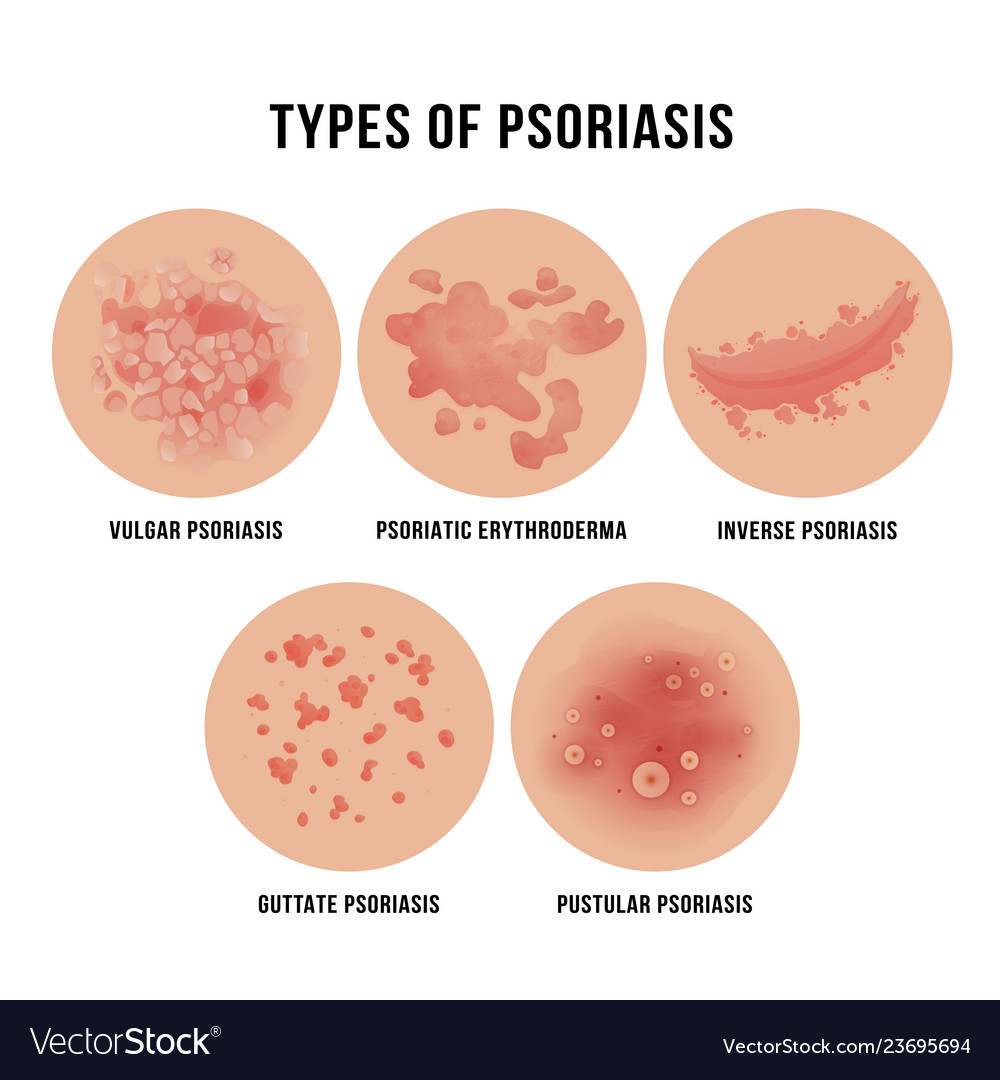 TYPES OF PSORIASIS
VULGAR PSORIASIS
PSORIATIC ERYTHRODERMA
INVERSE PSORIASIS
GUTTATE PSORIASIS
PUSTULAR PSORIASIS
VectorStock®
VectorStock.com/23695694